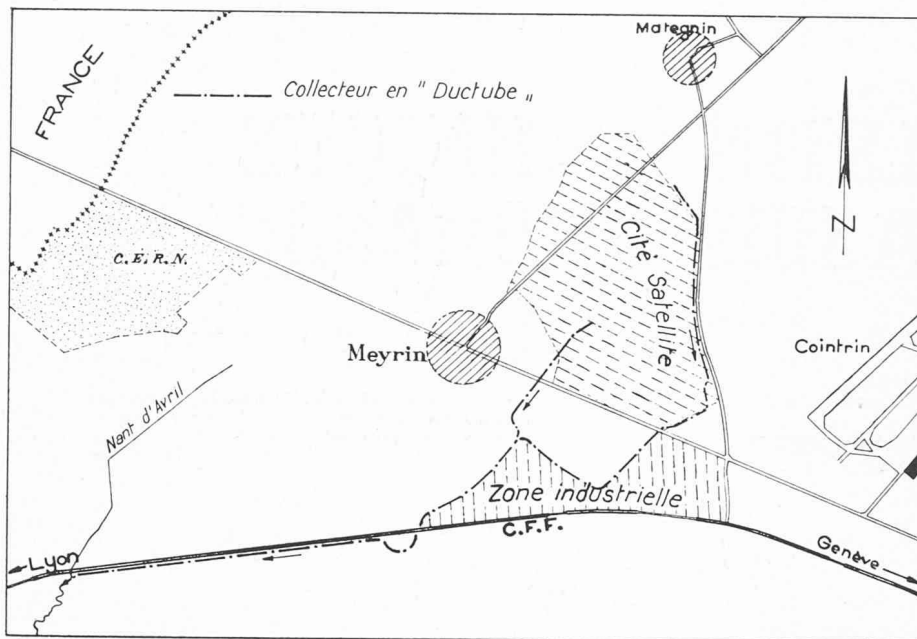 Mategnin
FRANCE
Collecteur en " Ductube "
N
C.E.R.N.
Cité Satellite
Meyrin
Cointrin
Nant d'Avril
Zone industrielle
C.F.F.
Lyon
Genève